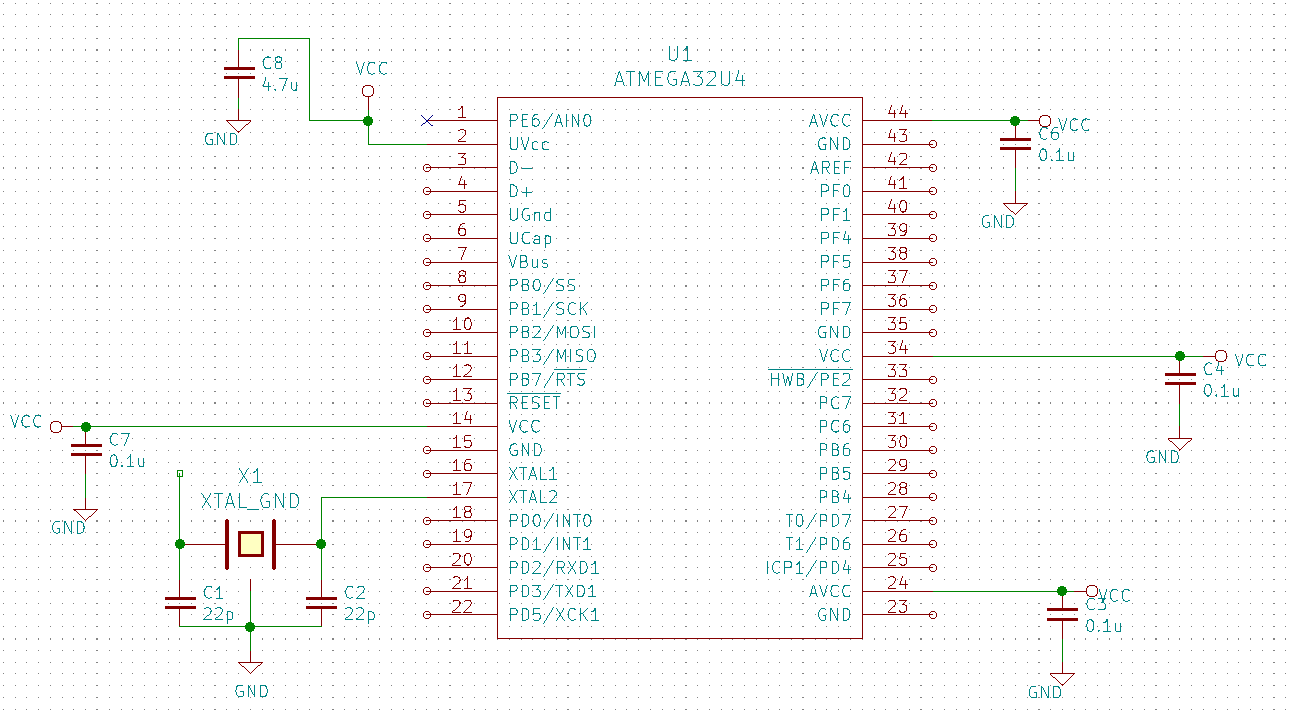 C8
4.7u
GND
VCC
U1
ATMEGA32U4
1 PE6/AIN0
2 UVcc
3 D-
4 D+
5 UGnd
6 UCap
7 VBus
8 PB0/SS
9 PB1/SCK
10 PB2/MOSI
11 PB3/MISO
12 PB7/RTS
13 RESET
14 VCC
15 GND
16 XTAL1
17 XTAL2
18 PD0/INT0
19 PD1/INT1
20 PD2/RXD1
21 PD3/TXD1
22 PD5/XCK1
AVCC 44
GND 43
AREF 42
PF0 41
PF1 40
PF4 39
PF5 38
PF6 37
PF7 36
GND 35
VCC 34
HWB/PE2 33
PC7 32
PC6 31
PB6 30
PB5 29
PB4 28
T0/PD7 27
T1/PD6 26
ICP1/PD4 25
AVCC 24
GND 23
VCC
C6
0.1u
GND
VCC
C4
0.1u
GND
VCC
C3
0.1u
GND
VCC
C7
0.1u
GND
X1
XTAL_GND
C1
22p
C2
22p
GND